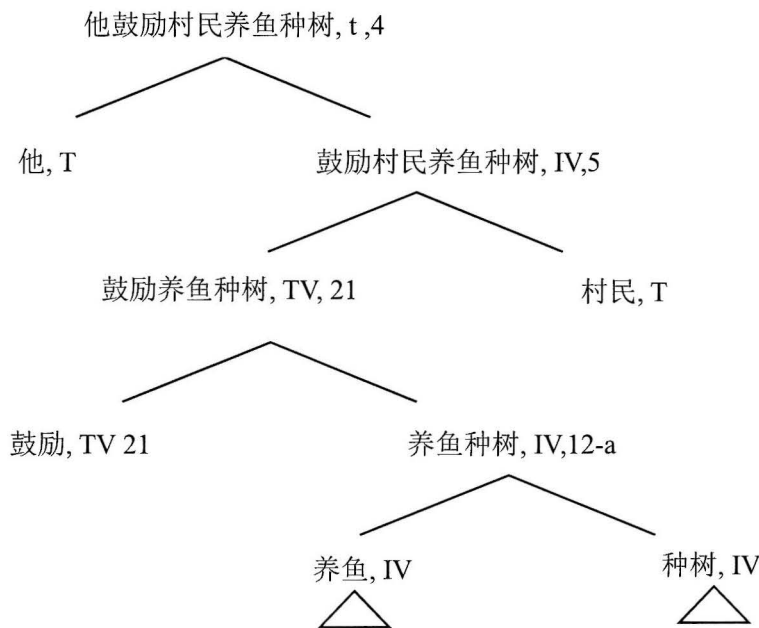 他鼓励村民养鱼种树, t ,4
他, T
鼓励村民养鱼种树, IV,5
鼓励养鱼种树, TV, 21
村民, T
鼓励, TV 21
养鱼种树, IV,12-a
养鱼, IV
种树, IV